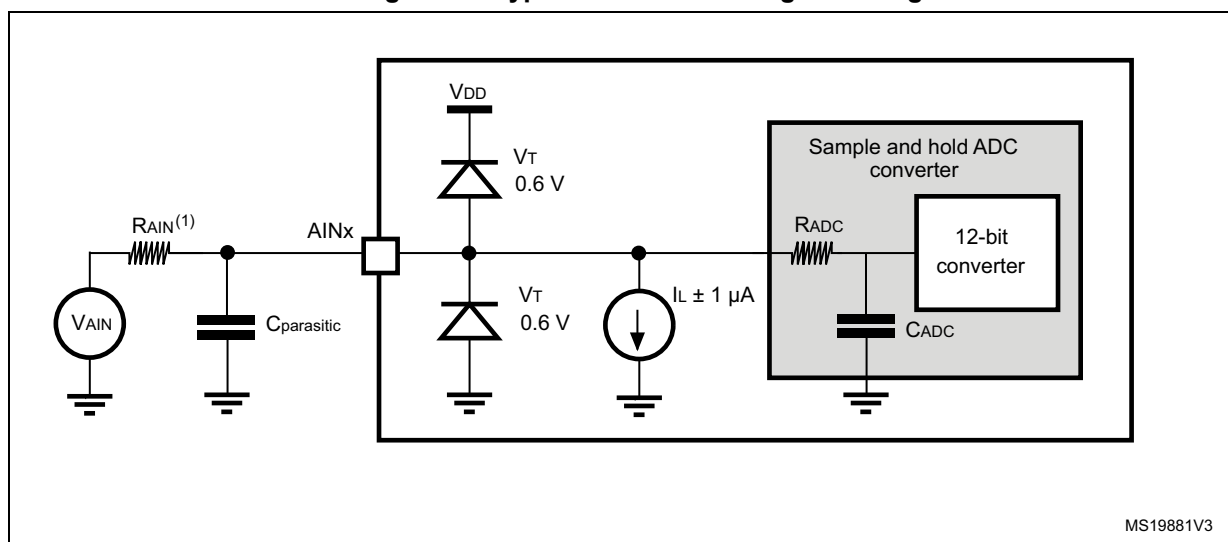 VDD
Sample and hold ADC
converter
VT
0.6 V
RAIN(1)
AINx
RADC
12-bit
converter
VAIN
Cparasitic
VT
0.6 V
IL ± 1 µA
CADC
MS19881V3